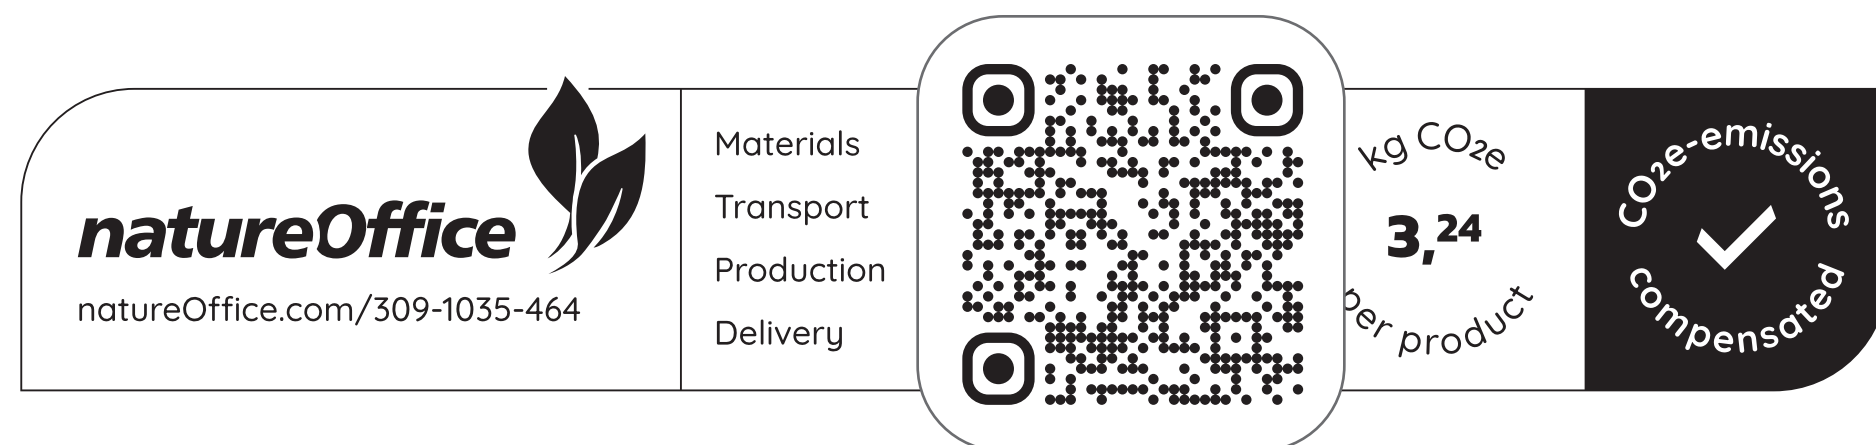 natureOffice
natureOffice.com/309-1035-464
Materials
Transport
Production
Delivery
kg CO₂e
3,24
per product
CO₂e-emissions
compensated